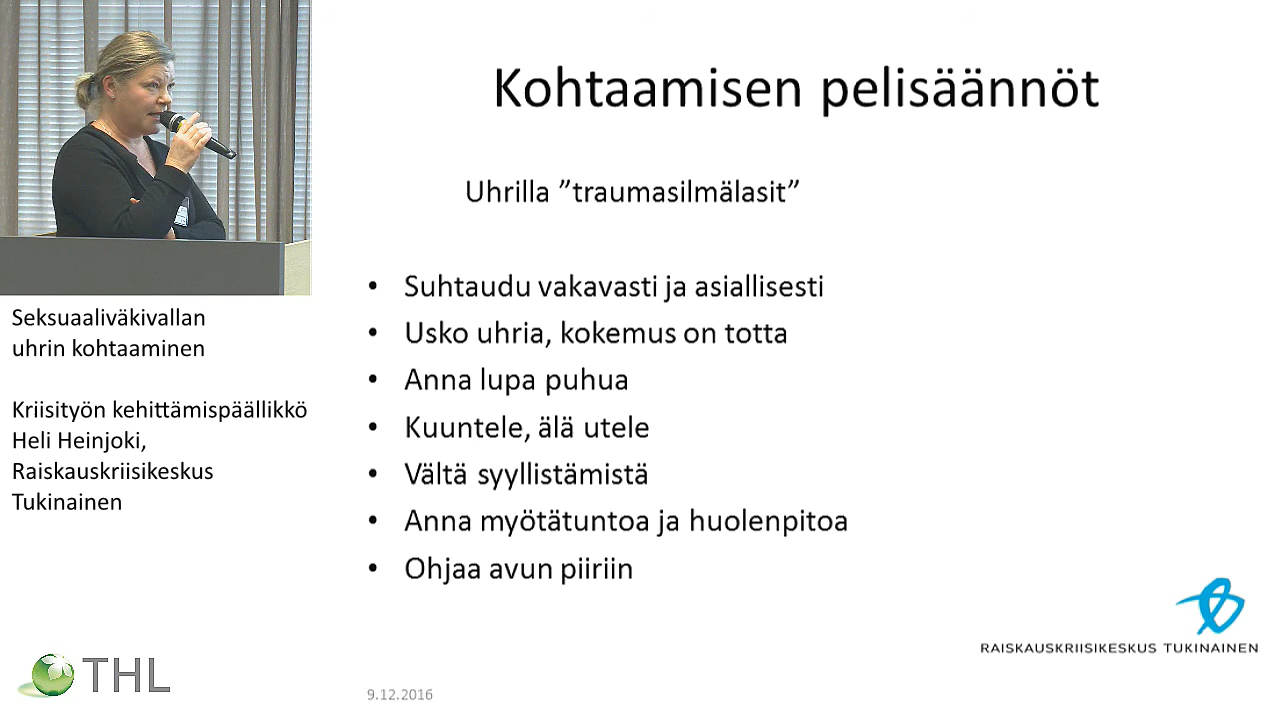 Kohtaamisen pelisäännöt
Uhrilla ”traumasilmälasit”
• Suhtaudu vakavasti ja asiallisesti
• Usko uhria, kokemus on totta
• Anna lupa puhua
• Kuuntele, älä utele
• Vältä syyllistämistä
• Anna myötätuntoa ja huolenpitoa
• Ohjaa avun piiriin
Seksuaaliväkivallan
uhrin kohtaaminen
Kriisityön kehittämispäällikkö
Heli Heinjoki,
Raiskauskriisikeskus
Tukinainen
RAISKAUSKRIISIKESKUS TUKINAINEN
THL
9.12.2016